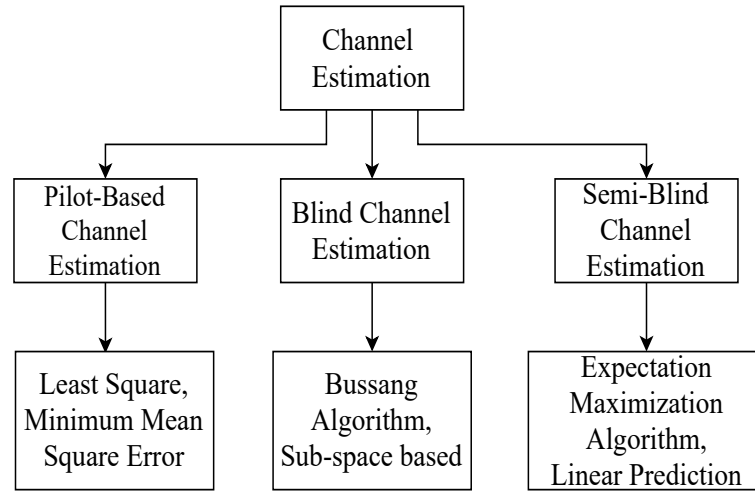 Channel
Estimation
Pilot-Based
Channel
Estimation
Blind Channel
Estimation
Semi-Blind
Channel
Estimation
Least Square,
Minimum Mean
Square Error
Bussang
Algorithm,
Sub-space based
Expectation
Maximization
Algorithm,
Linear Prediction